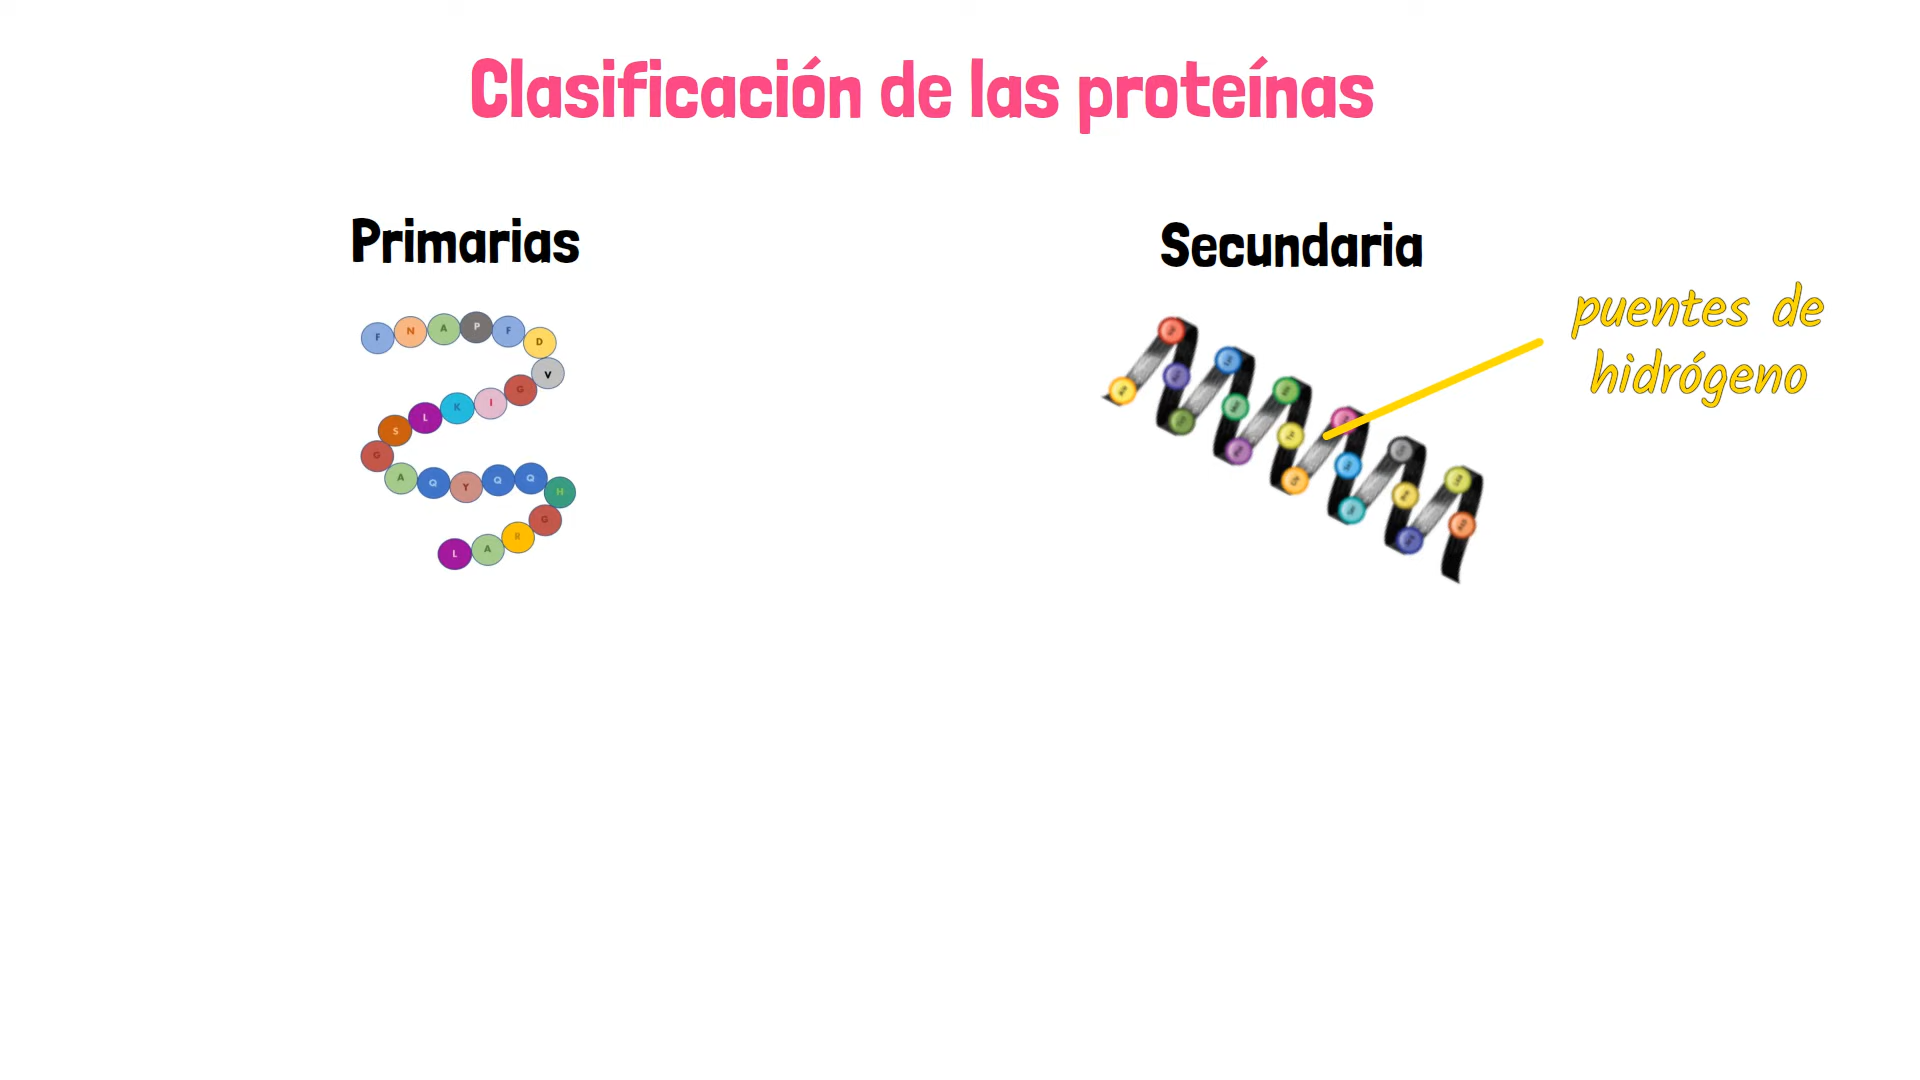 Clasificación de las proteínas
Primarias
Secundaria
puentes de
hidrógeno
F N A P F D
V
G
I
K
L
S
G
A Q Y Q Q H
G
R
A
L